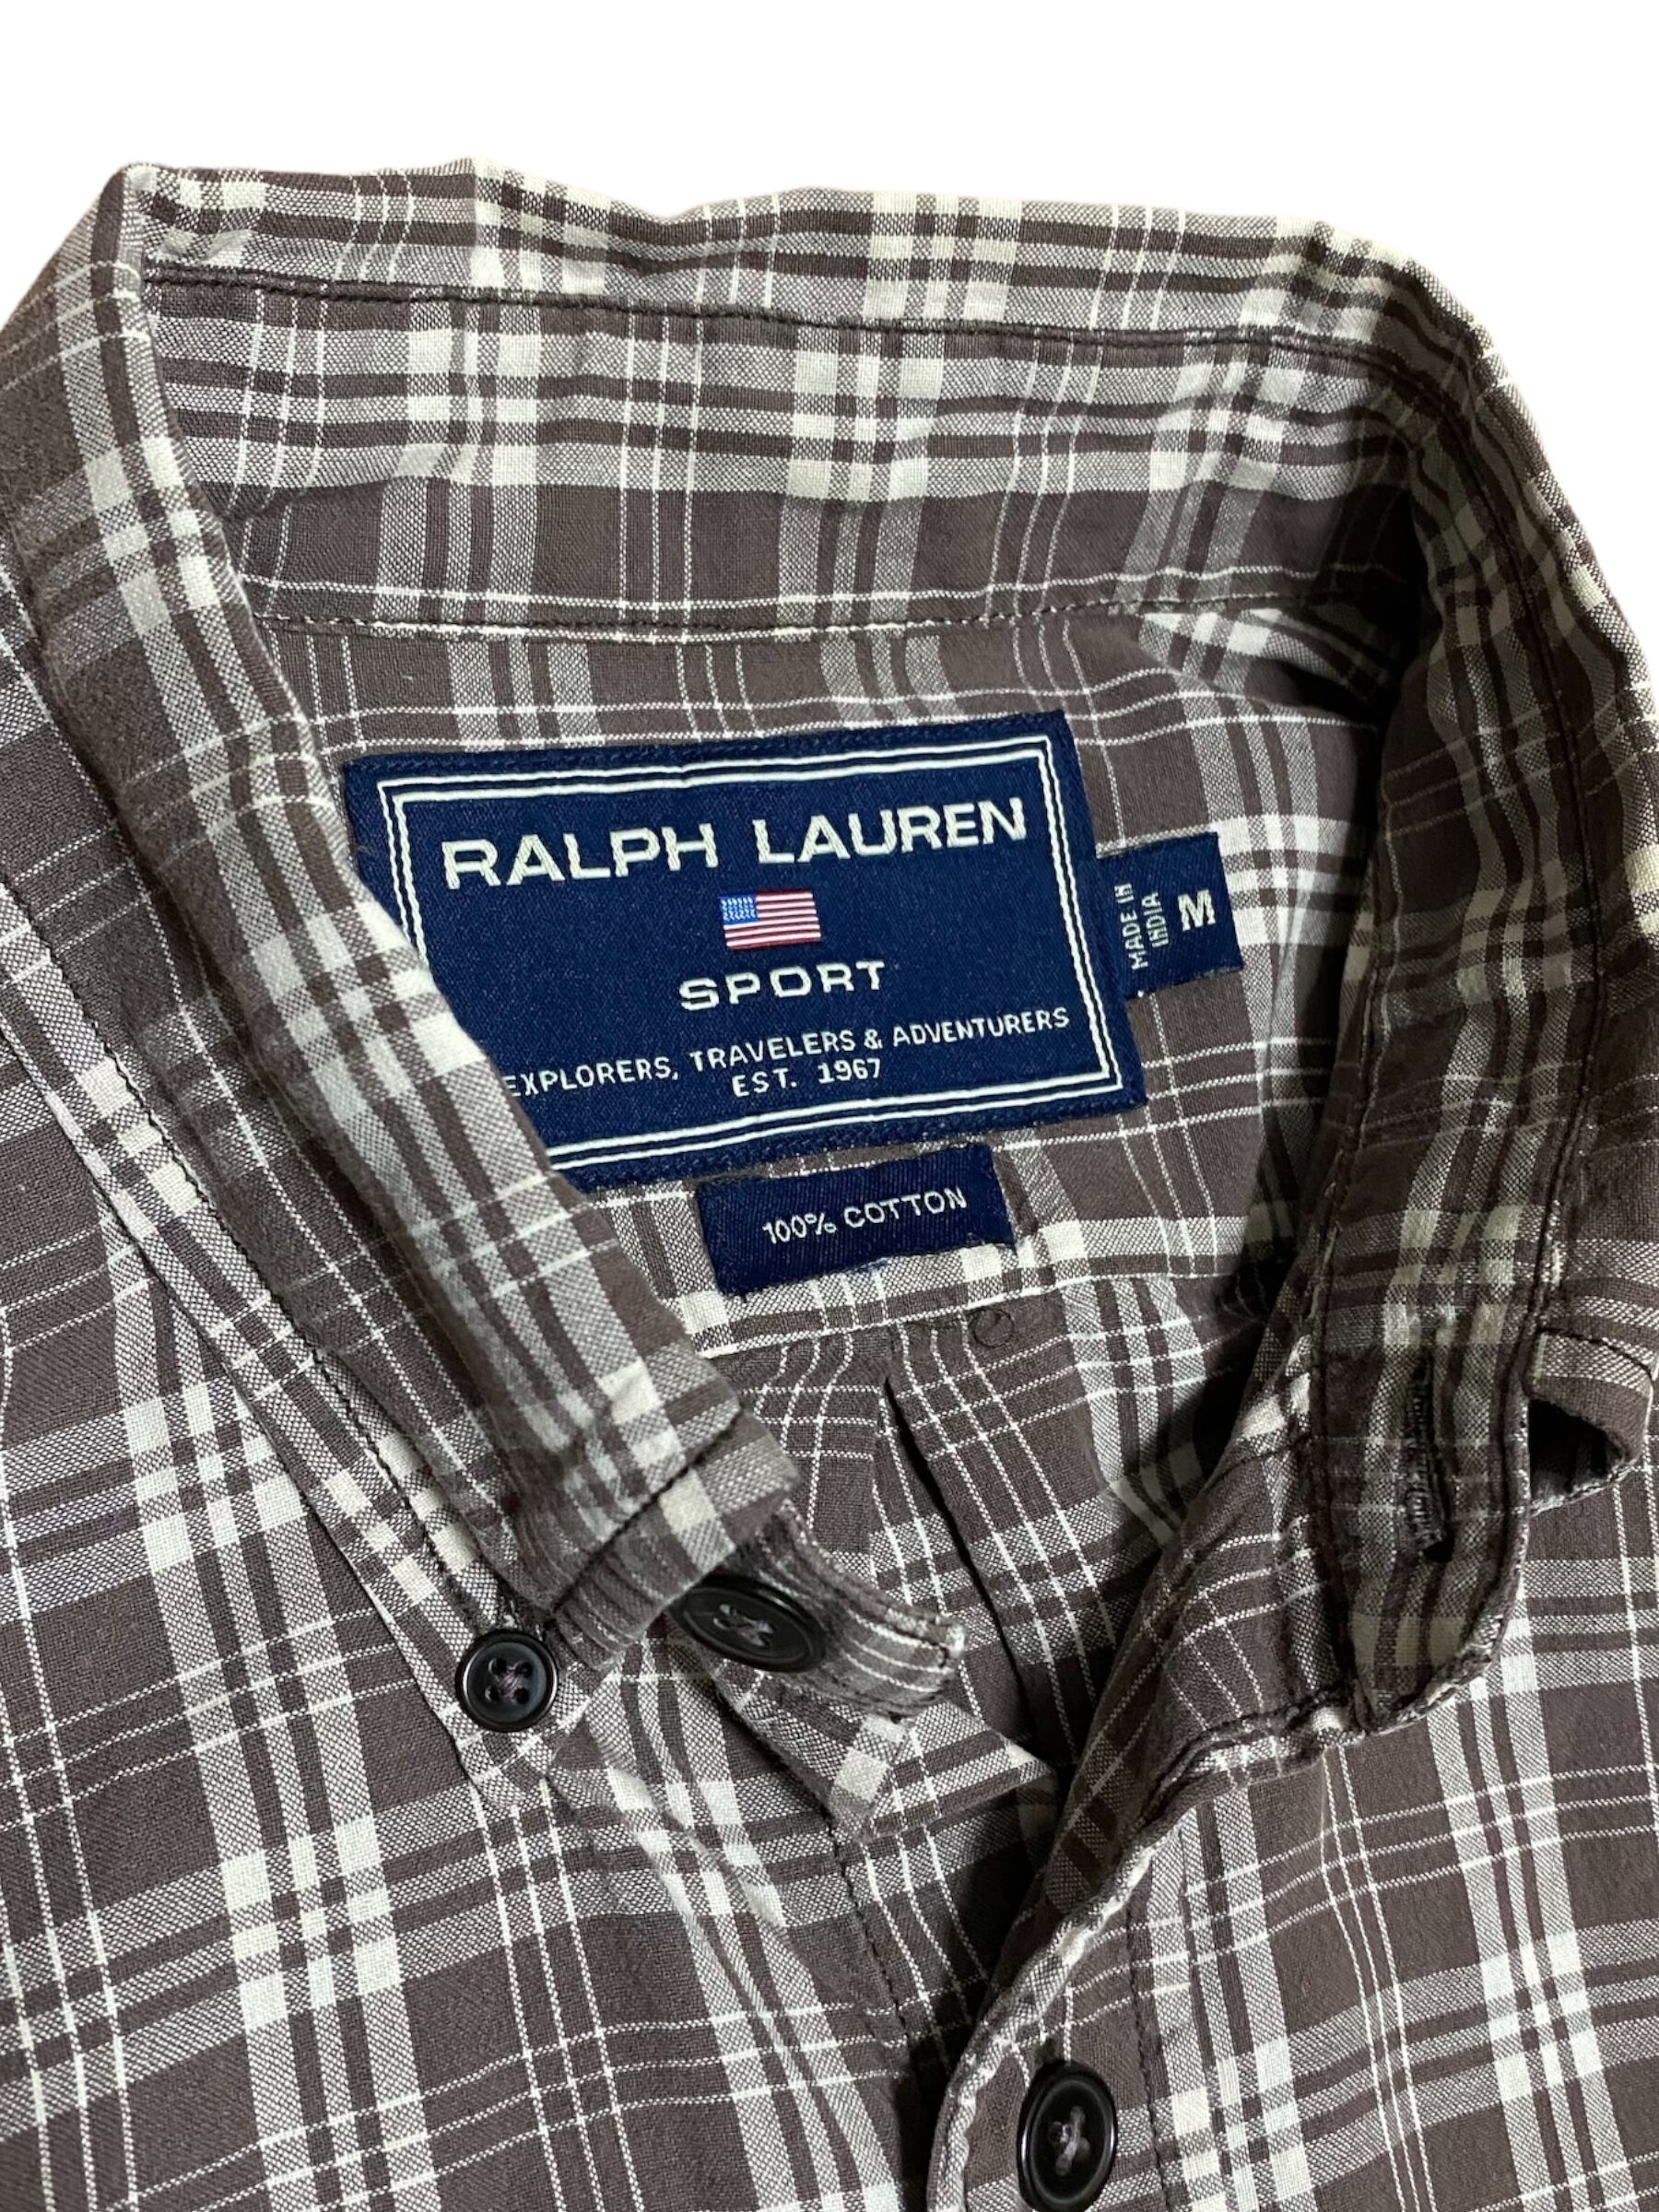 RALPH LAUREN
SPORT
EXPLORERS, TRAVELERS & ADVENTURERS
EST. 1967
MADE IN
INDIA
M
100% COTTON